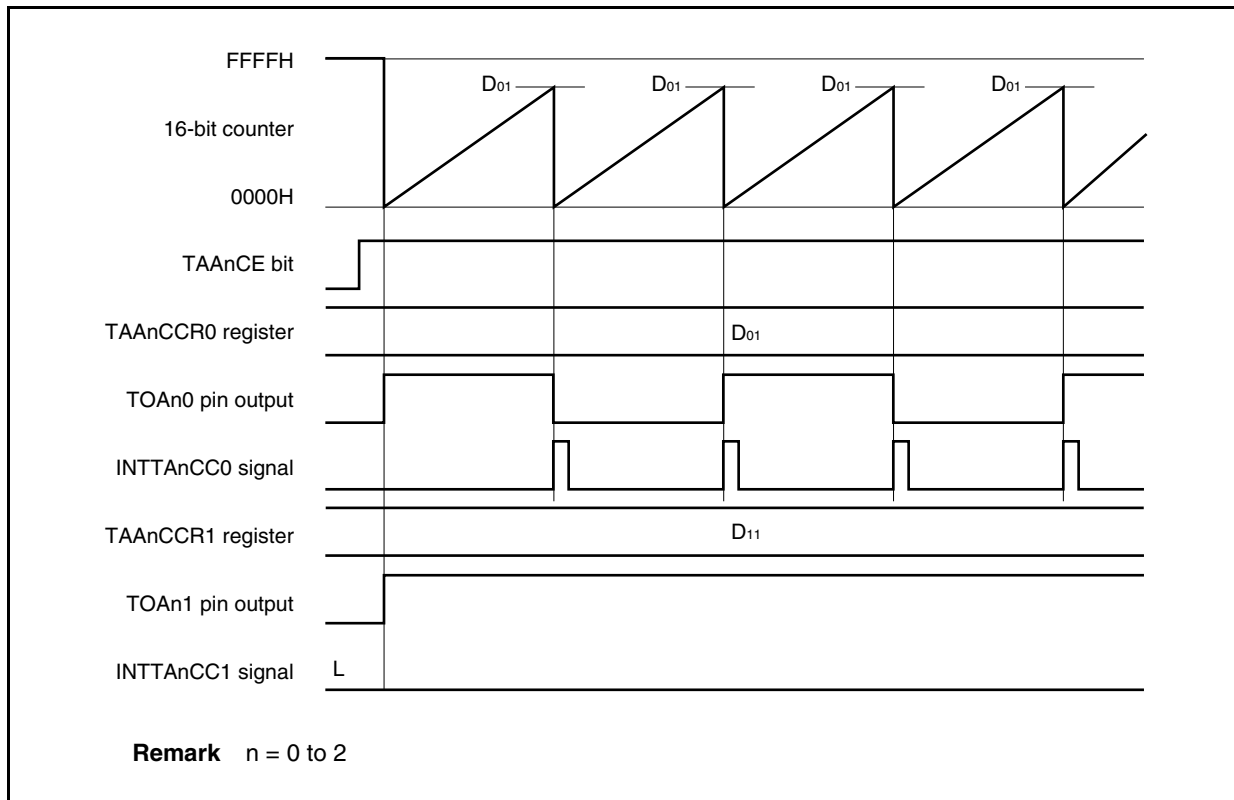 FFFFH
D01 D01 D01 D01
16-bit counter
0000H
TAAnCE bit
TAAnCCR0 register D01
TOAn0 pin output
INTTAnCC0 signal
TAAnCCR1 register D11
TOAn1 pin output
INTTAnCC1 signal L
Remark n = 0 to 2